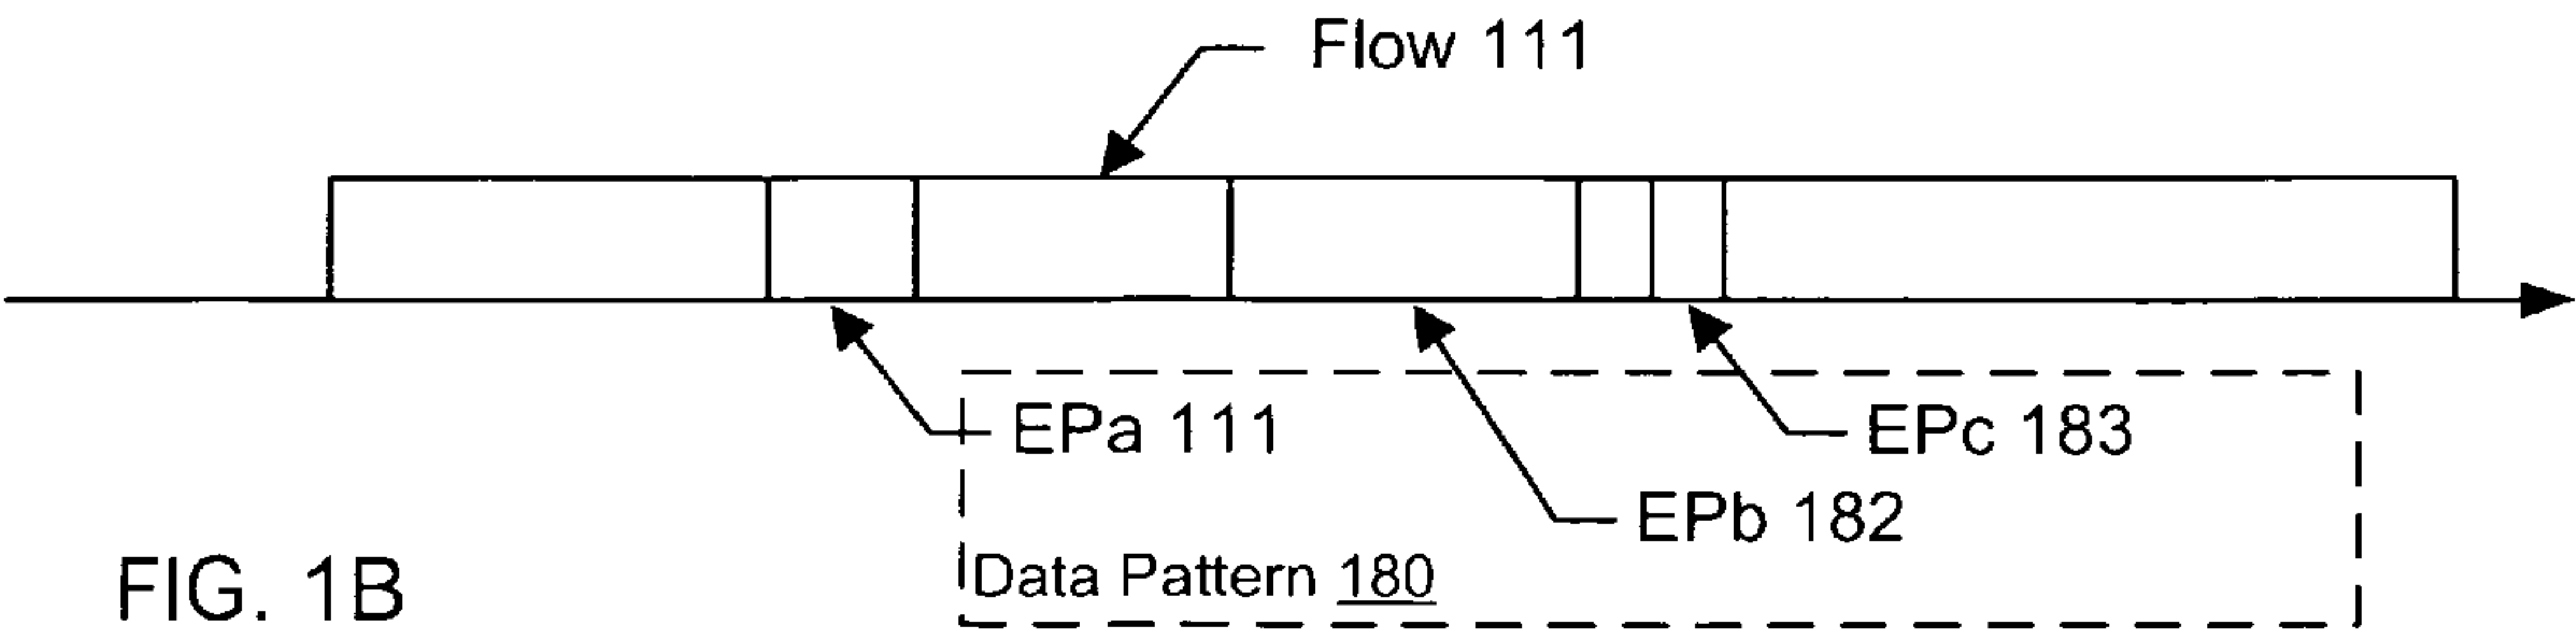 Flow 111
EPa 111
EPc 183
EPb 182
Data Pattern 180
FIG. 1B